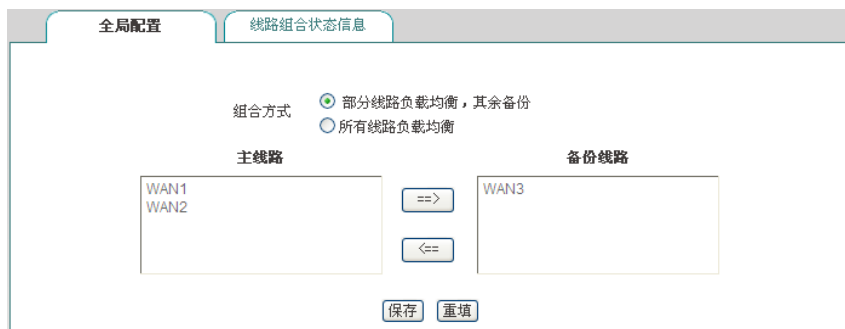 全局配置 线路组合状态信息
组合方式 部分线路负载均衡，其余备份
所有线路负载均衡
主线路 备份线路
WAN1 ==> WAN3
WAN2
<==
保存 重填